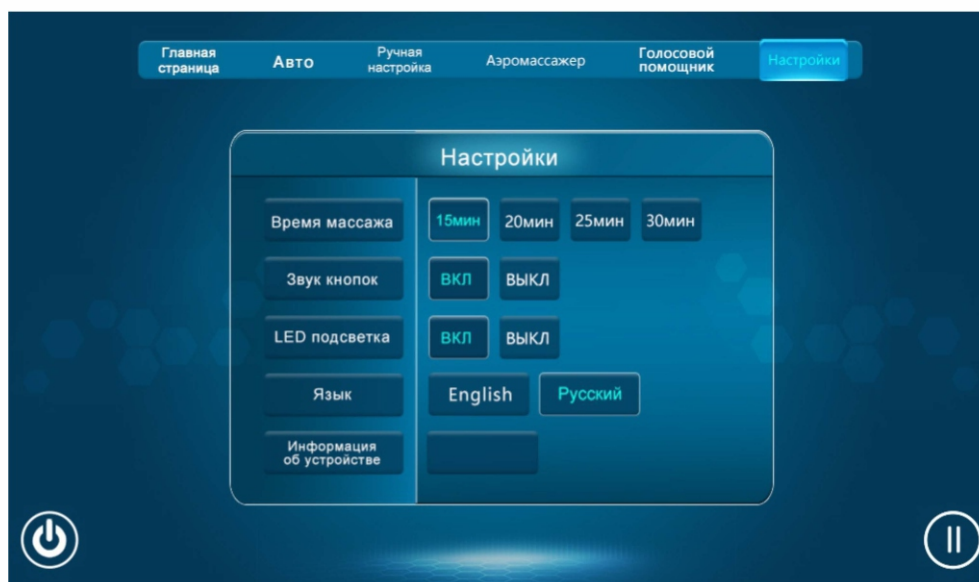 Главная
страница
Авто
Ручная
настройка
Аэромассажер
Голосовой
помощник
Настройки
Настройки
Время массажа
15мин 20мин 25мин 30мин
Звук кнопок
ВКЛ ВЫКЛ
LED подсветка
ВКЛ ВЫКЛ
Язык
English Русский
Информация
об устройстве